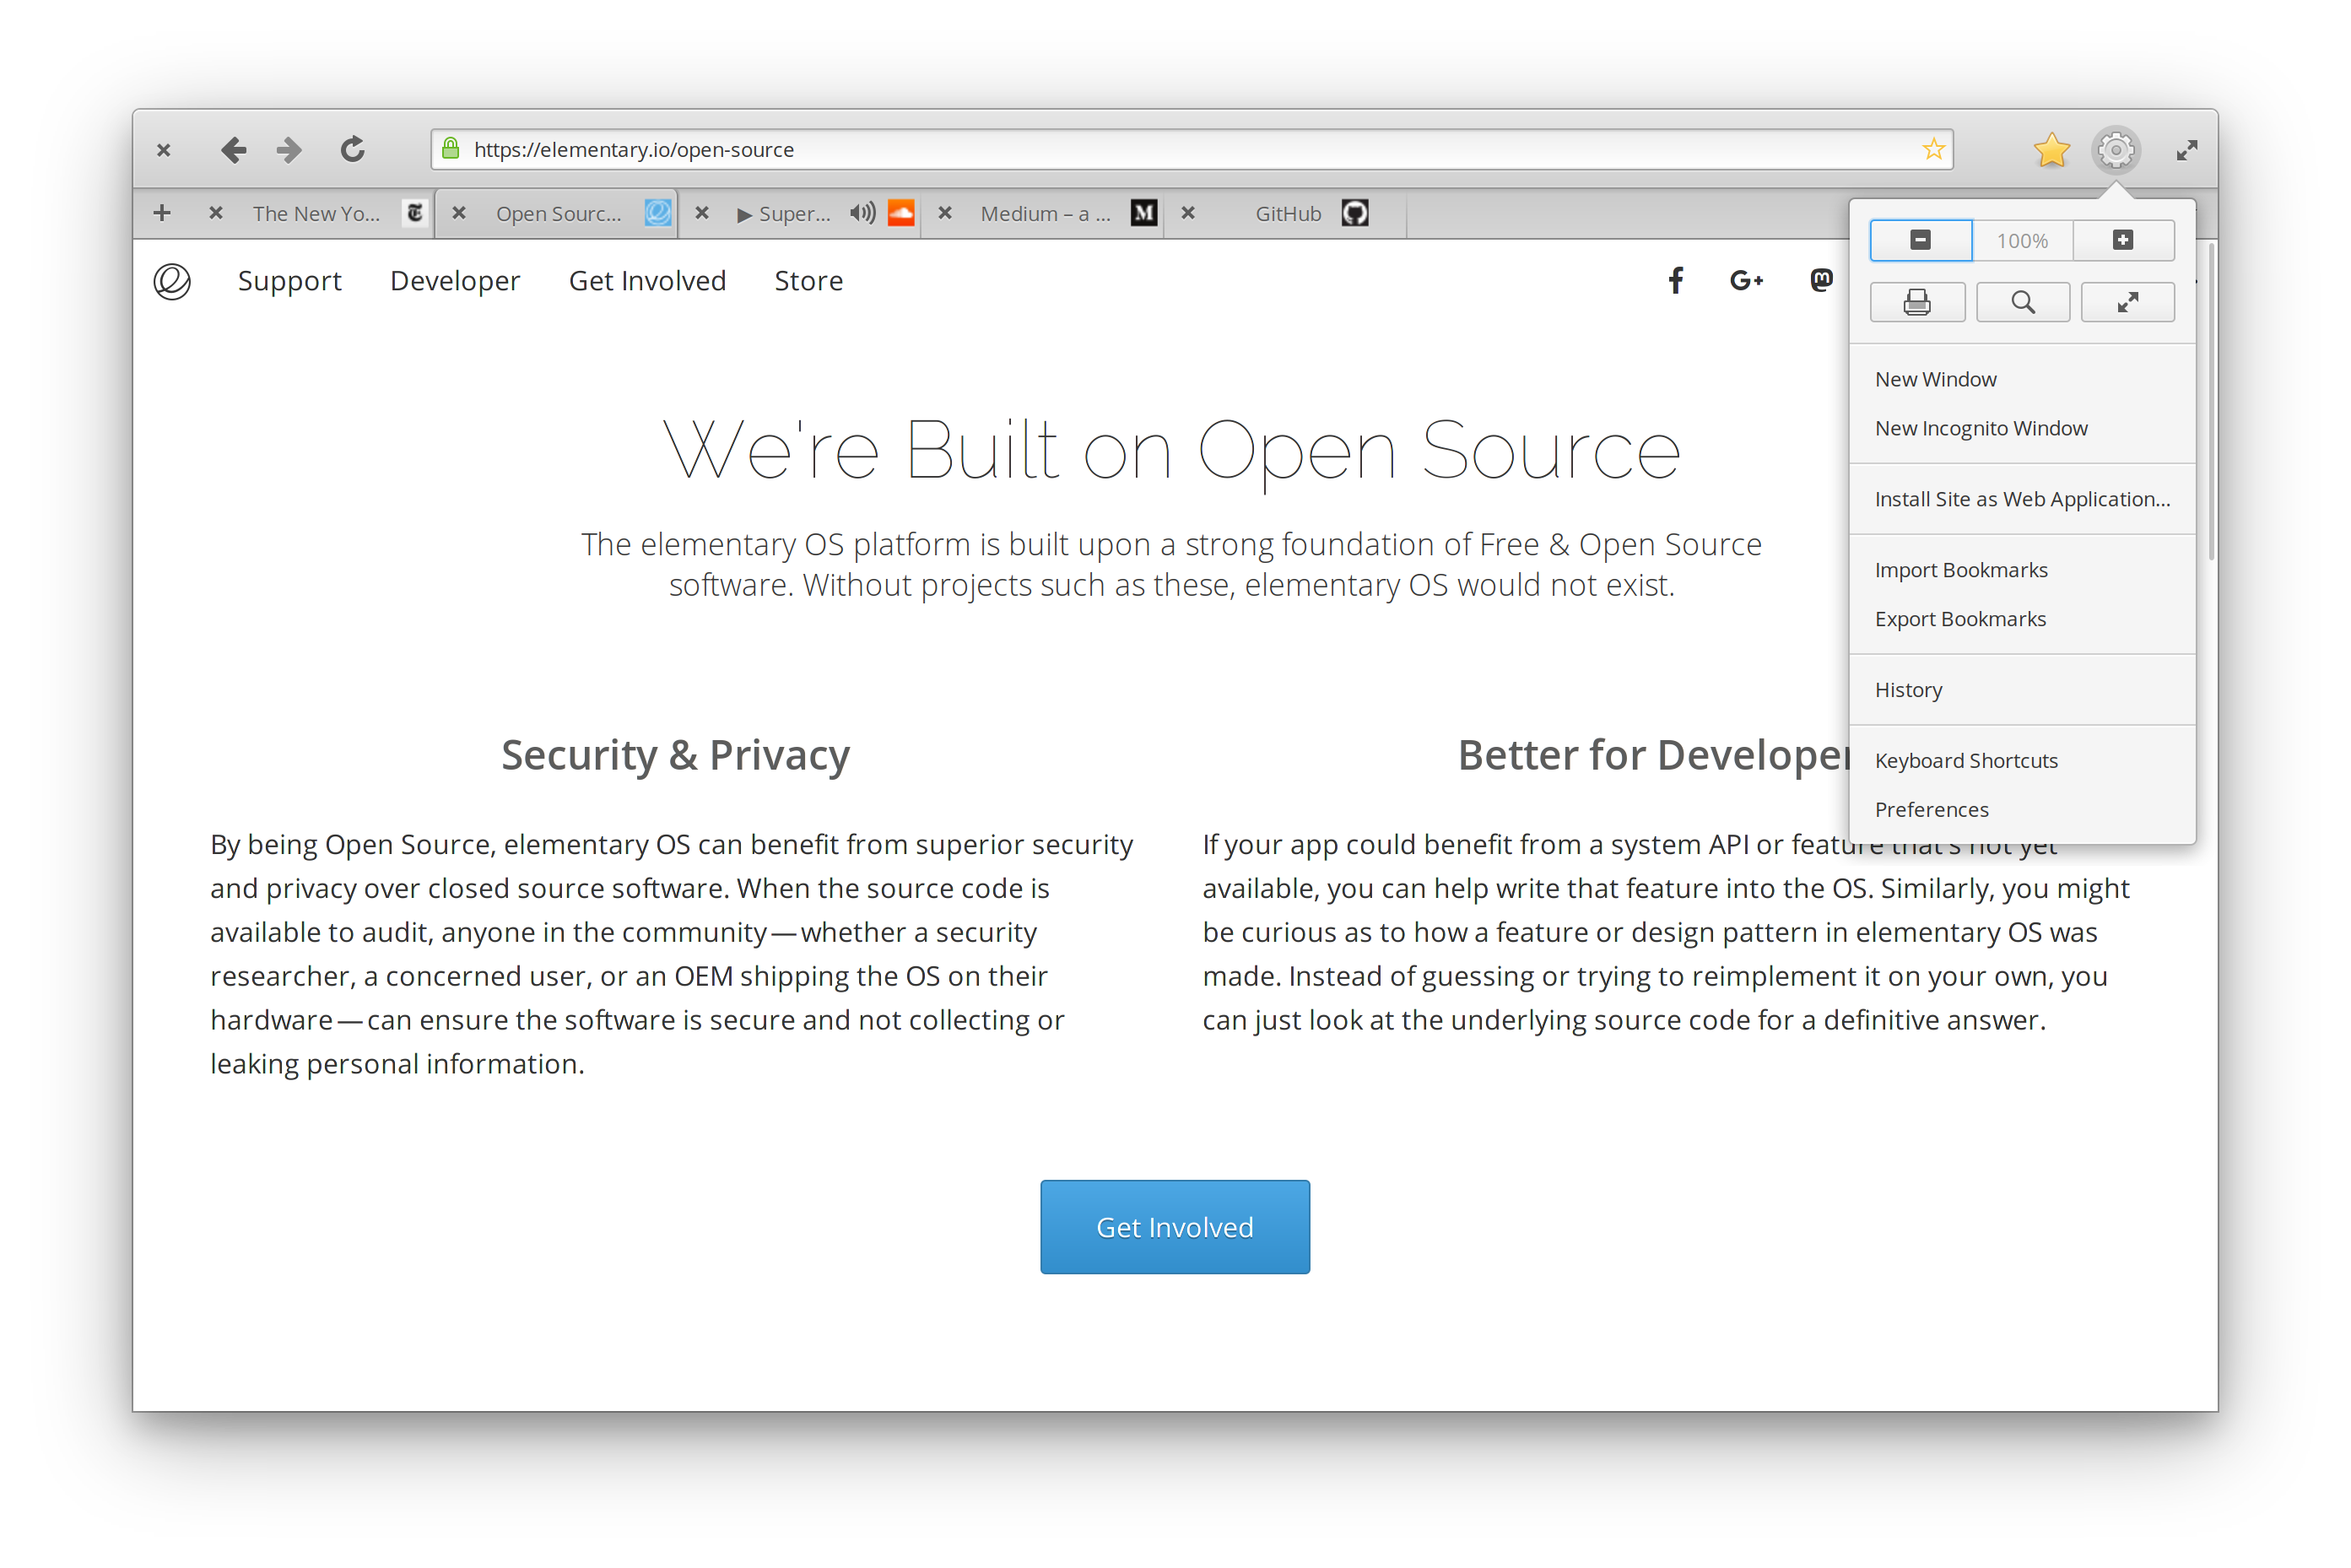 https://elementary.io/open-source
The New Yo...
Open Sourc...
▶ Super...
Medium – a ...
M
GitHub
Support
Developer
Get Involved
Store
G+
100%
New Window
New Incognito Window
Install Site as Web Application...
Import Bookmarks
Export Bookmarks
History
Keyboard Shortcuts
Preferences
We're Built on Open Source
The elementary OS platform is built upon a strong foundation of Free & Open Source
software. Without projects such as these, elementary OS would not exist.
Security & Privacy
By being Open Source, elementary OS can benefit from superior security
and privacy over closed source software. When the source code is
available to audit, anyone in the community — whether a security
researcher, a concerned user, or an OEM shipping the OS on their
hardware — can ensure the software is secure and not collecting or
leaking personal information.
Better for Developer
If your app could benefit from a system API or feature that's not yet
available, you can help write that feature into the OS. Similarly, you might
be curious as to how a feature or design pattern in elementary OS was
made. Instead of guessing or trying to reimplement it on your own, you
can just look at the underlying source code for a definitive answer.
Get Involved